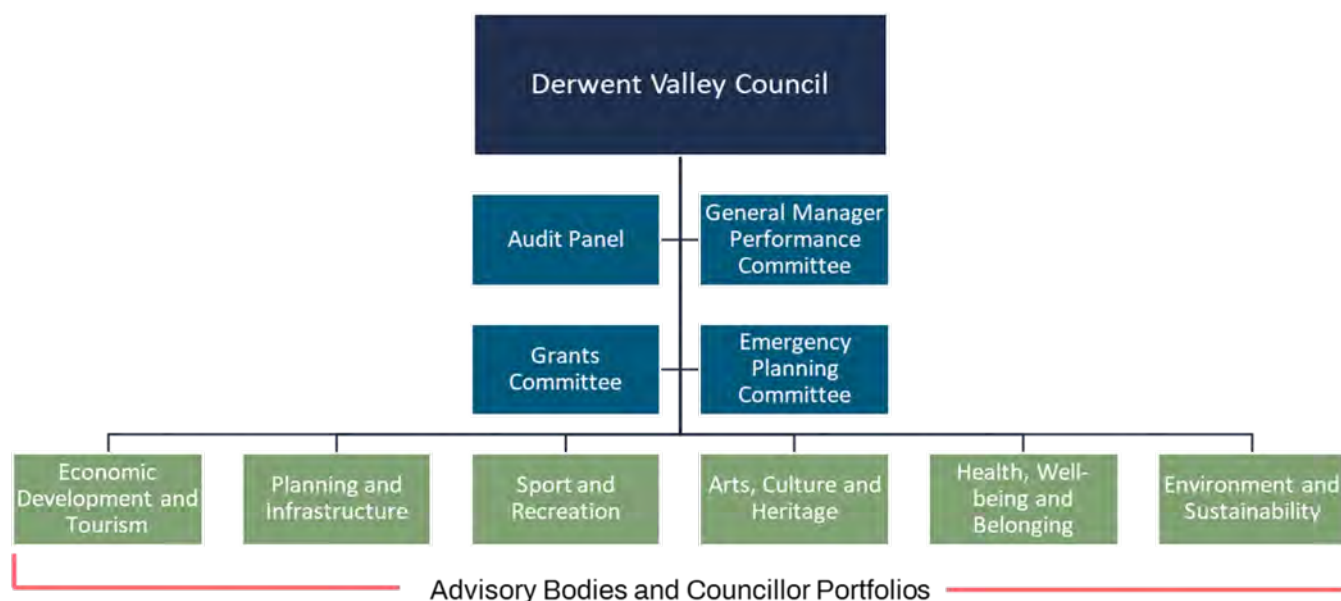 Derwent Valley Council
Audit Panel
General Manager
Performance
Committee
Grants
Committee
Emergency
Planning
Committee
Economic
Development and
Tourism
Planning and
Infrastructure
Sport and
Recreation
Arts, Culture and
Heritage
Health, Well-
being and
Belonging
Environment and
Sustainability
Advisory Bodies and Councillor Portfolios